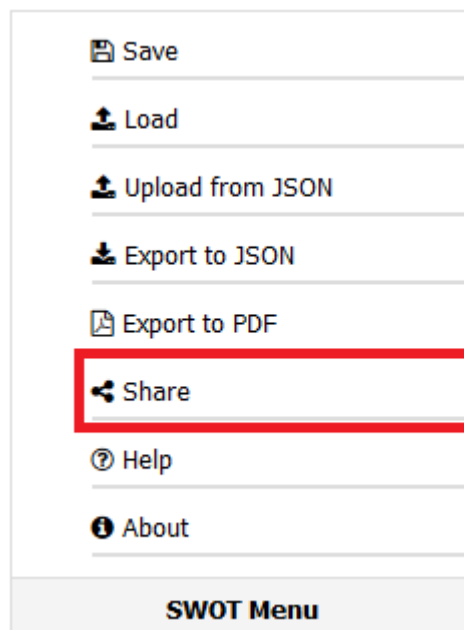 Save
Load
Upload from JSON
Export to JSON
Export to PDF
Share
Help
About
SWOT Menu